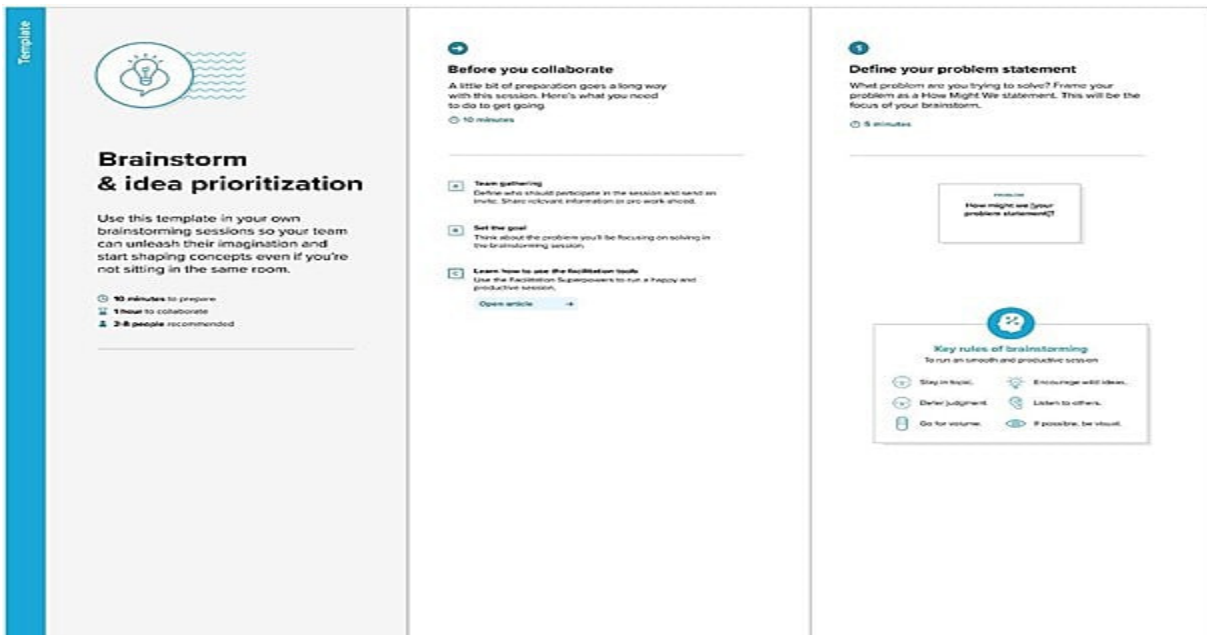 Template
Brainstorm
& idea prioritization
Use this template in your own
brainstorming sessions so your team
can unleash their imagination and
start shaping concepts even if you're
not sitting in the same room.
10 minutes to prepare
1 hour to collaborate
2-8 people recommended
Before you collaborate
A little bit of preparation goes a long way
with this session. Here's what you need
to do to get going.
10 minutes
A
Team gathering
Define who should participate in the session and send an
invite. Share relevant information or pre-work ahead.
B
Set the goal
Think about the problem you'll be focusing on solving in
the brainstorming session.
C
Learn how to use the facilitation tools
Use the Facilitation Superpowers to run a happy and
productive session.
Open article
1
Define your problem statement
What problem are you trying to solve? Frame your
problem as a How Might We statement. This will be the
focus of your brainstorm.
5 minutes
PROBLEM
How might we [your
problem statement]?
Key rules of brainstorming
To run an smooth and productive session
Stay in topic.
Encourage wild ideas.
Defer judgment.
Listen to others.
Go for volume.
If possible, be visual.